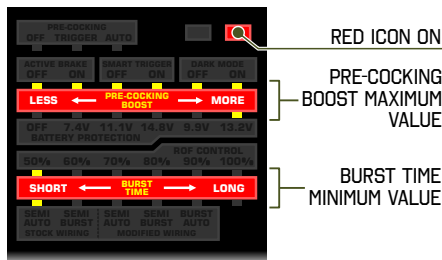 PRE-COCKING
OFF TRIGGER AUTO
RED ICON ON
ACTIVE BRAKE SMART TRIGGER DARK MODE
OFF ON OFF ON OFF ON
LESS ← PRE-COCKING BOOST → MORE
PRE-COCKING
BOOST MAXIMUM
VALUE
OFF 7.4V 11.1V 14.8V 9.9V 13.2V
BATTERY PROTECTION
ROF CONTROL
50% 60% 70% 80% 90% 100%
SHORT ← BURST TIME → LONG
BURST TIME
MINIMUM VALUE
SEMI SEMI SEMI SEMI BURST
AUTO BURST AUTO BURST AUTO
STOCK WIRING MODIFIED WIRING